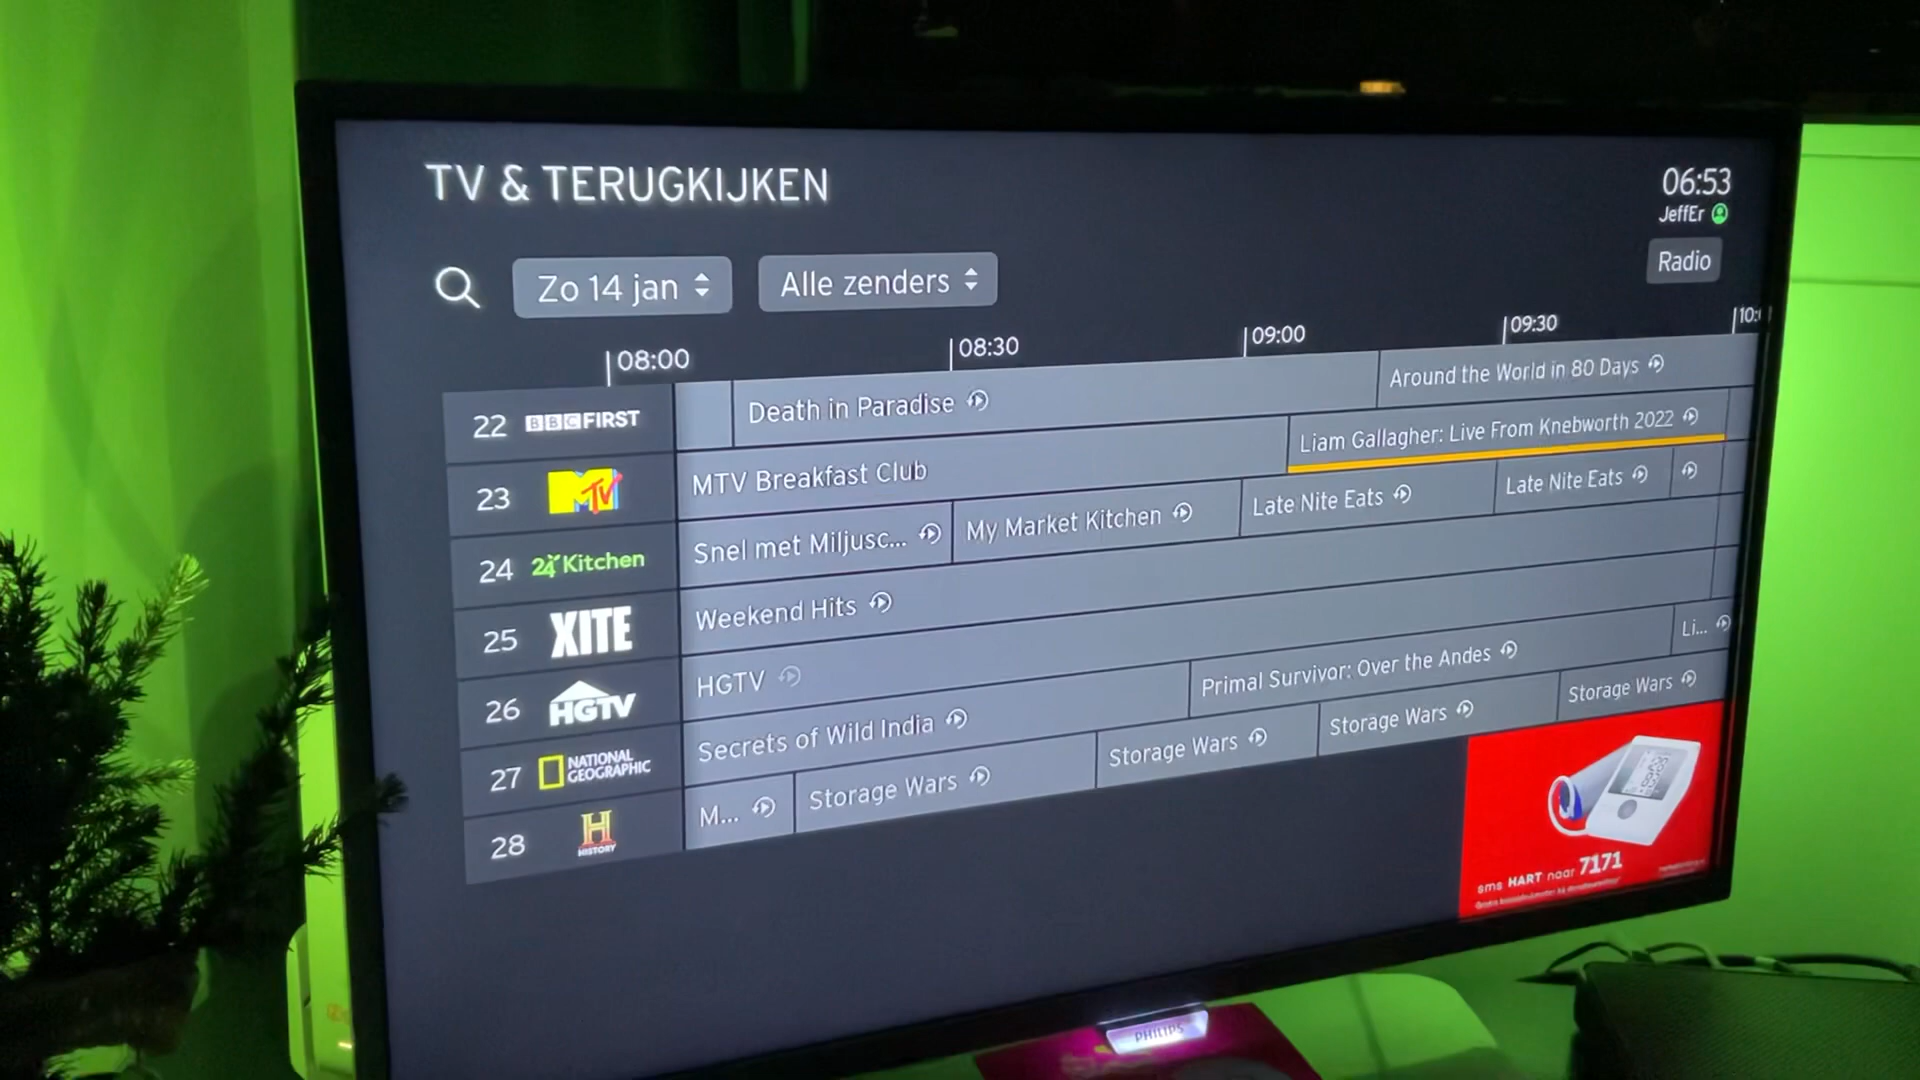 TV & TERUGKIJKEN
06:53
JeffEr
Radio
Zo 14 jan
Alle zenders
08:00
08:30
09:00
09:30
22 BBC FIRST
Death in Paradise
Around the World in 80 Days
23 MTV
MTV Breakfast Club
Liam Gallagher: Live From Knebworth 2022
24 24 Kitchen
Snel met Miljusc...
My Market Kitchen
Late Nite Eats
Late Nite Eats
25 XITE
Weekend Hits
26 HGTV
HGTV
27 NATIONAL GEOGRAPHIC
Secrets of Wild India
Primal Survivor: Over the Andes
Li...
28 H HISTORY
M...
Storage Wars
Storage Wars
Storage Wars
Storage Wars
sms HART naar 7171
PHILIPS